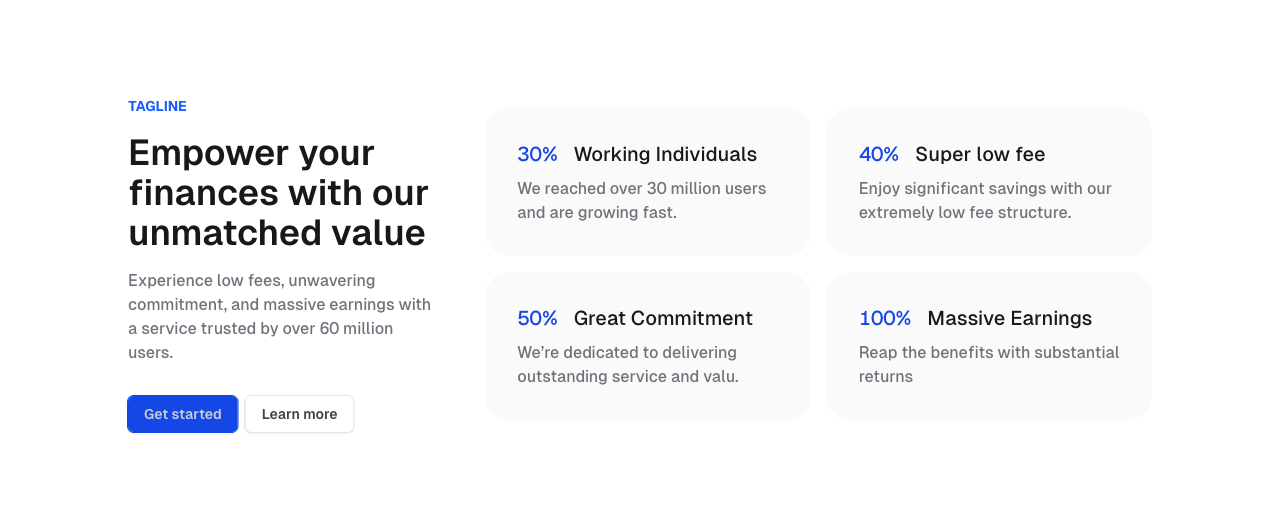 TAGLINE
Empower your
finances with our
unmatched value
Experience low fees, unwavering
commitment, and massive earnings with
a service trusted by over 60 million
users.
Get started
Learn more
30% Working Individuals
We reached over 30 million users
and are growing fast.
40% Super low fee
Enjoy significant savings with our
extremely low fee structure.
50% Great Commitment
We’re dedicated to delivering
outstanding service and valu.
100% Massive Earnings
Reap the benefits with substantial
returns